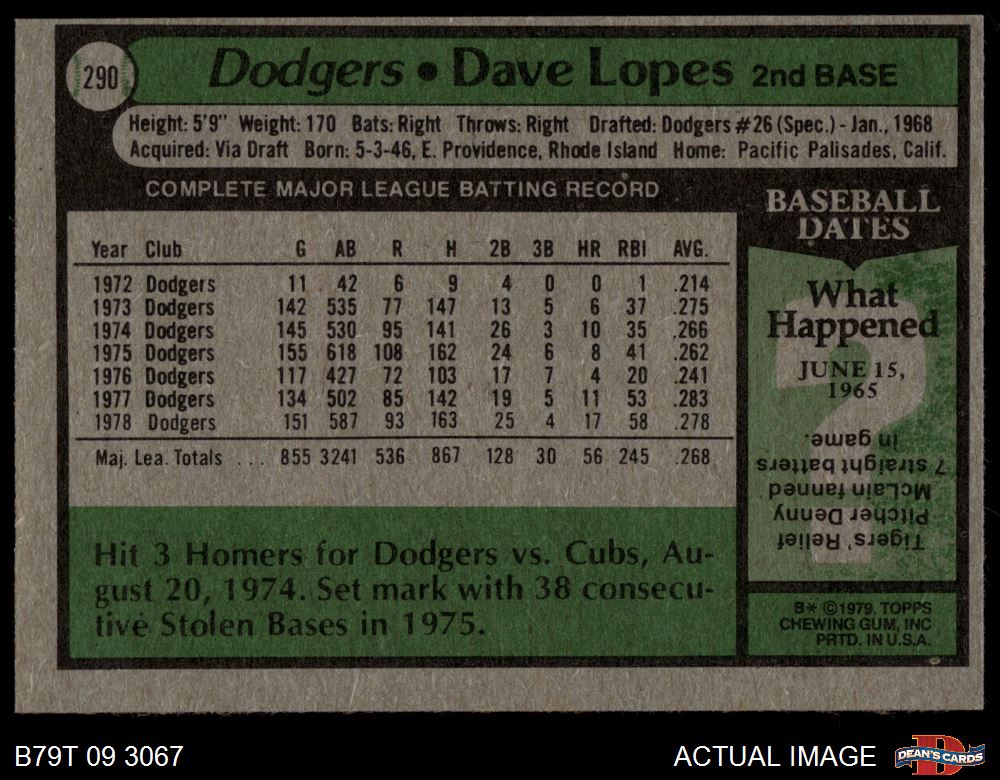 290
Dodgers • Dave Lopes 2nd BASE
Height: 5'9" Weight: 170 Bats: Right Throws: Right Drafted: Dodgers #26 (Spec.) - Jan., 1968
Acquired: Via Draft Born: 5-3-46, E. Providence, Rhode Island Home: Pacific Palisades, Calif.
COMPLETE MAJOR LEAGUE BATTING RECORD
Year Club G AB R H 2B 3B HR RBI AVG.
1972 Dodgers 11 42 6 9 4 0 0 1 .214
1973 Dodgers 142 535 77 147 13 5 6 37 .275
1974 Dodgers 145 530 95 141 26 3 10 35 .266
1975 Dodgers 155 618 108 162 24 6 8 41 .262
1976 Dodgers 117 427 72 103 17 7 4 20 .241
1977 Dodgers 134 502 85 142 19 5 11 53 .283
1978 Dodgers 151 587 93 163 25 4 17 58 .278
Maj. Lea. Totals ... 855 3241 536 867 128 30 56 245 .268
Hit 3 Homers for Dodgers vs. Cubs, Au-
gust 20, 1974. Set mark with 38 consecu-
tive Stolen Bases in 1975.
BASEBALL
DATES
What
Happened
JUNE 15,
1965
Tigers' Relief
Pitcher Denny
McLain fanned
7 straight batters
in game.
B* ©1979, TOPPS
CHEWING GUM, INC
PRTD. IN U.S.A.
B79T 09 3067
ACTUAL IMAGE
D
DEAN'S CARDS